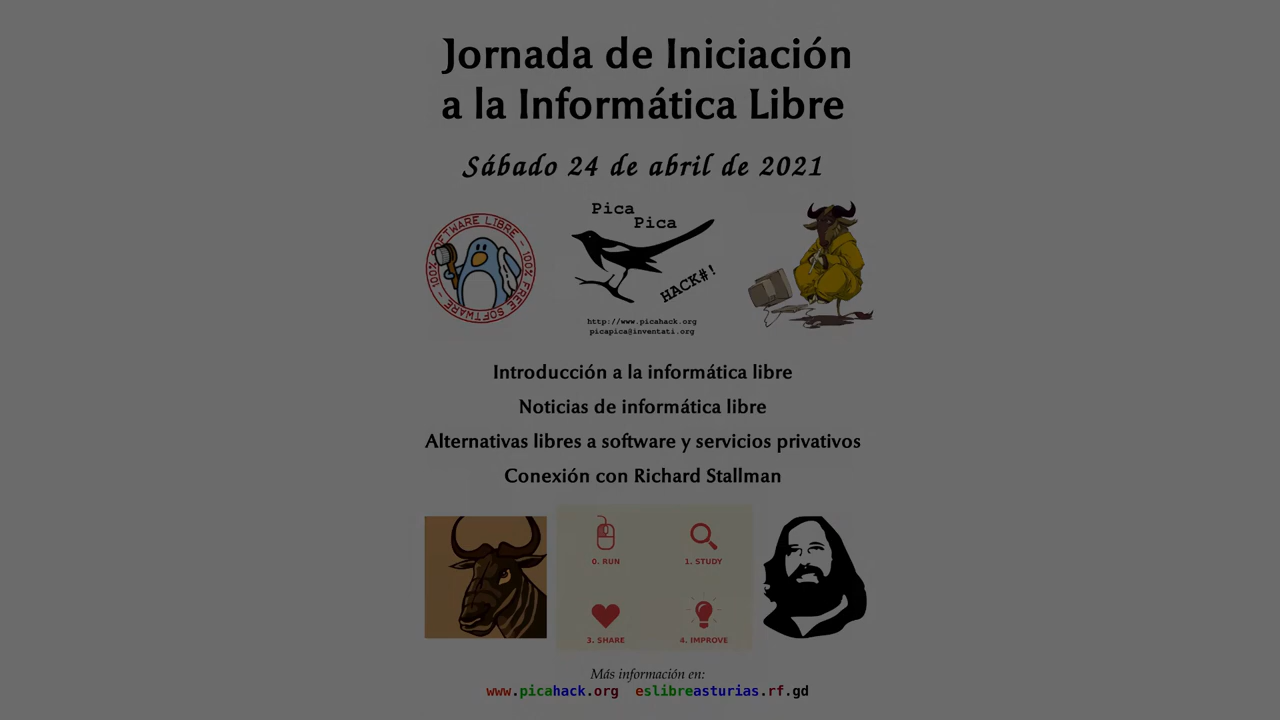 Jornada de Iniciación
a la Informática Libre
Sábado 24 de abril de 2021
100% SOFTWARE LIBRE - 100% FREE SOFTWARE -
Pica
Pica
HACK#!
http://www.picahack.org
picapica@inventati.org
Introducción a la informática libre
Noticias de informática libre
Alternativas libres a software y servicios privativos
Conexión con Richard Stallman
0. RUN
1. STUDY
3. SHARE
4. IMPROVE
Más información en:
www.picahack.org eslibreasturias.rf.gd